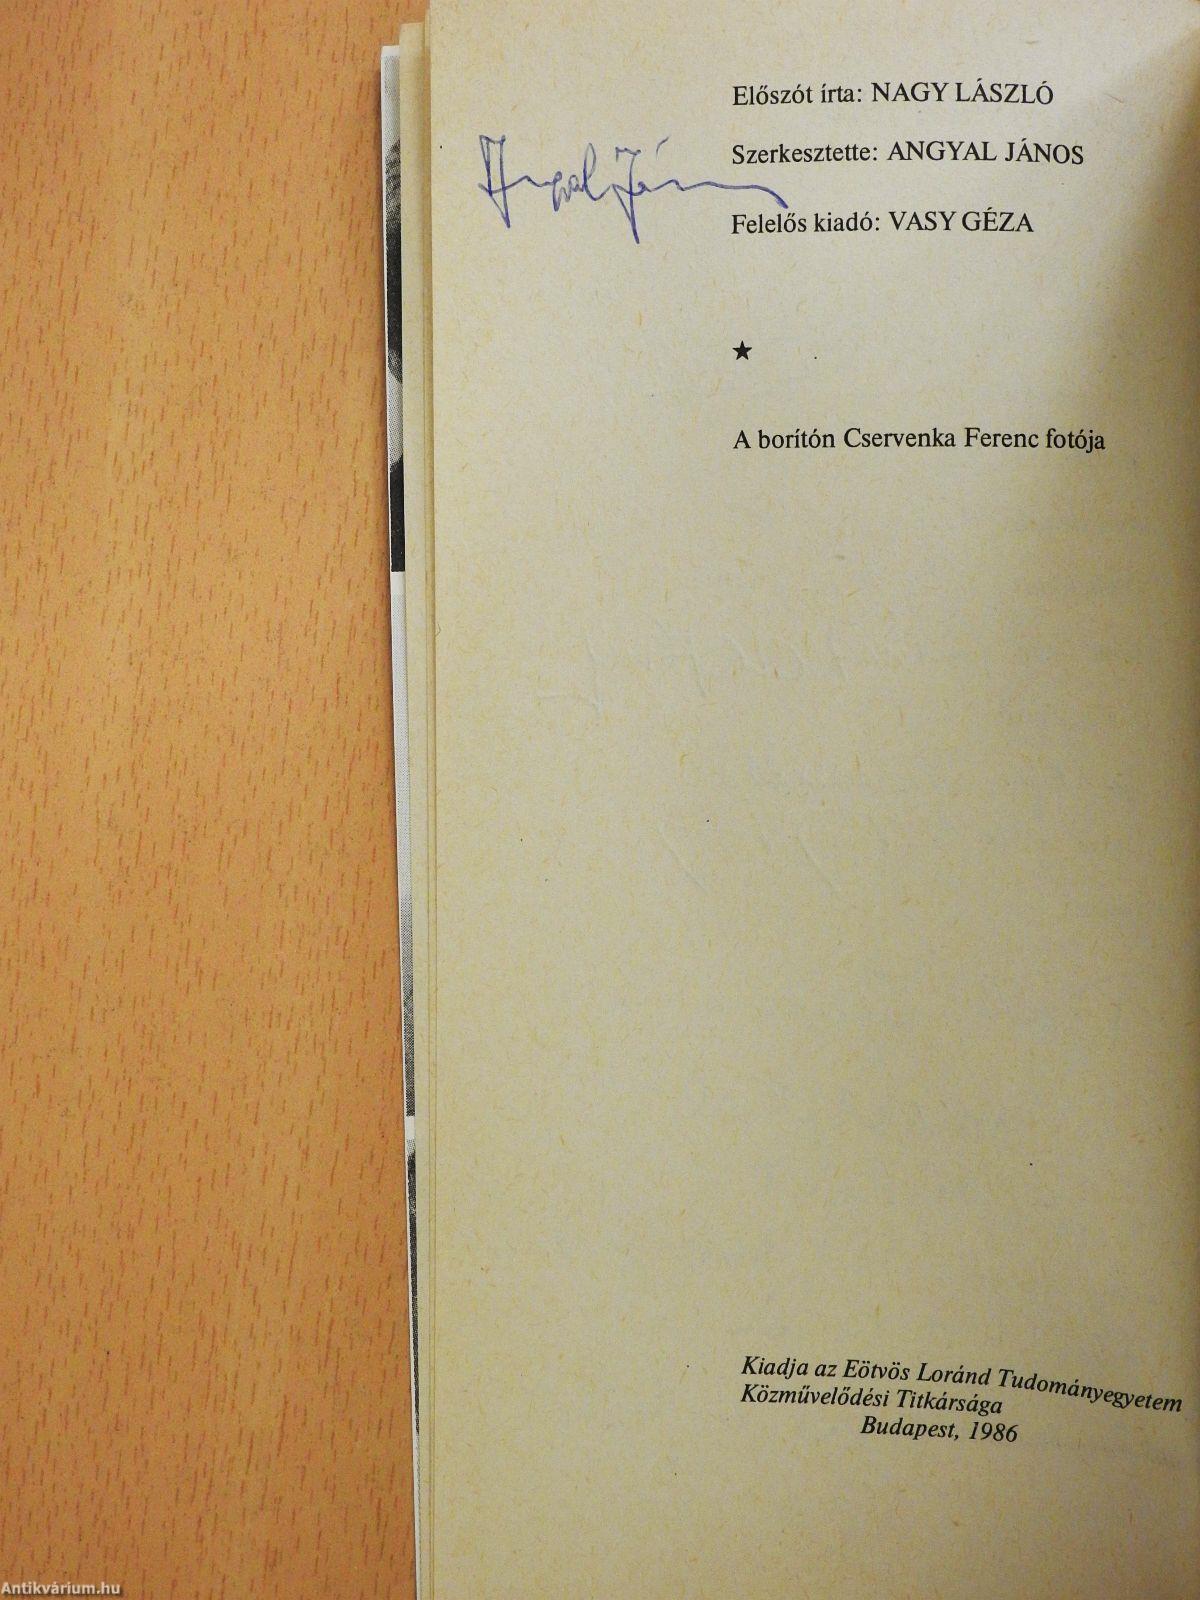 Előszót írta: NAGY LÁSZLÓ
Szerkesztette: ANGYAL JÁNOS
Angyal János
Felelős kiadó: VASY GÉZA
★
A borítón Cservenka Ferenc fotója
Kiadja az Eötvös Loránd Tudományegyetem
Közművelődési Titkársága
Budapest, 1986
Antikvárium.hu